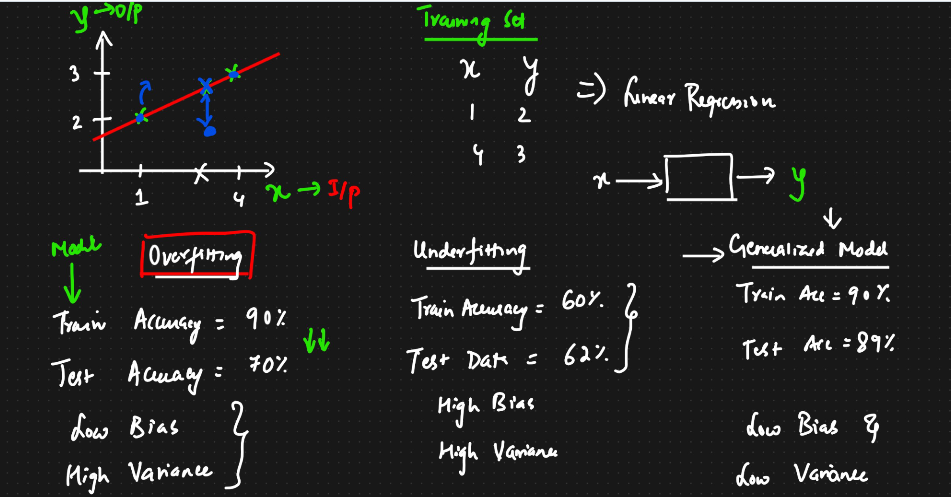 y → O/P
3
2
1
4
x → I/P
Training Set
x y
1 2
4 3
⇒ Linear Regression
x → → y
Model
Overfitting
Train Accuracy = 90%
Test Accuracy = 70%
Low Bias
High Variance
Underfitting
Train Accuracy = 60%
Test Data = 62%
High Bias
High Variance
→ Generalized Model
Train Acc = 90%
Test Acc = 89%
Low Bias &
Low Variance